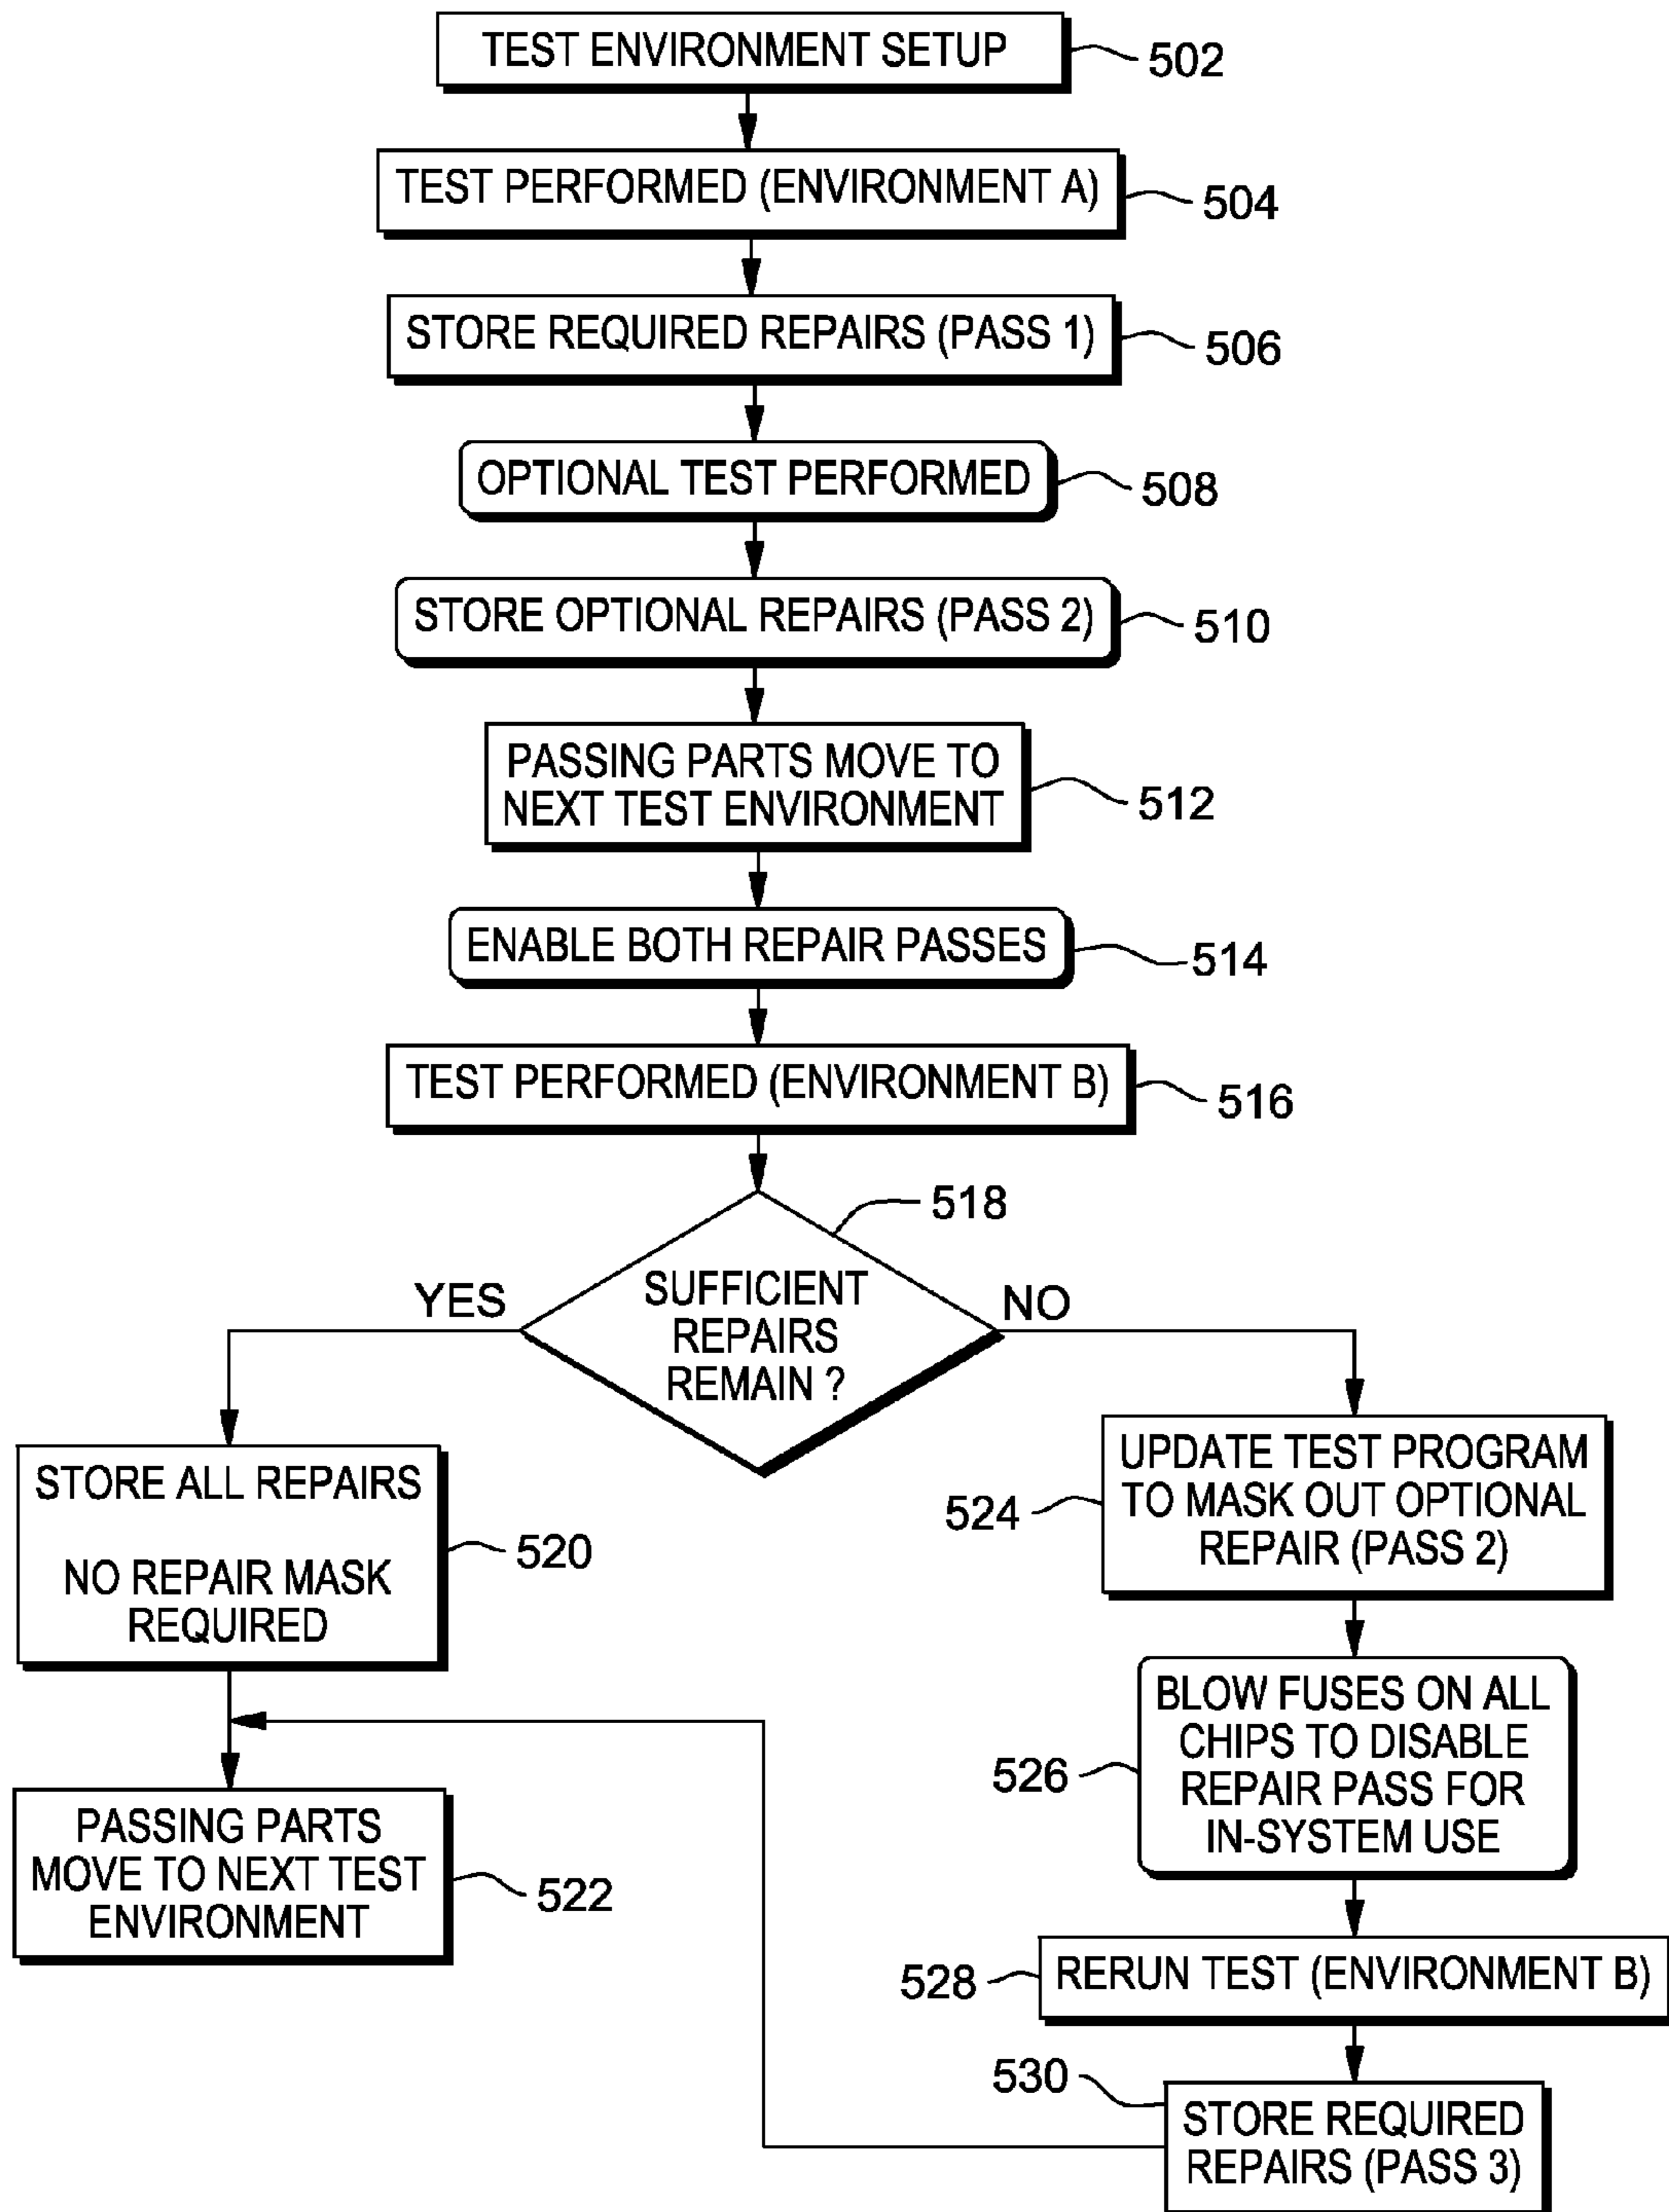 TEST ENVIRONMENT SETUP
502
TEST PERFORMED (ENVIRONMENT A)
504
STORE REQUIRED REPAIRS (PASS 1)
506
OPTIONAL TEST PERFORMED
508
STORE OPTIONAL REPAIRS (PASS 2)
510
PASSING PARTS MOVE TO
NEXT TEST ENVIRONMENT
512
ENABLE BOTH REPAIR PASSES
514
TEST PERFORMED (ENVIRONMENT B)
516
518
SUFFICIENT
REPAIRS
REMAIN ?
YES
NO
STORE ALL REPAIRS
NO REPAIR MASK
REQUIRED
520
PASSING PARTS
MOVE TO NEXT TEST
ENVIRONMENT
522
UPDATE TEST PROGRAM
TO MASK OUT OPTIONAL
REPAIR (PASS 2)
524
BLOW FUSES ON ALL
CHIPS TO DISABLE
REPAIR PASS FOR
IN-SYSTEM USE
526
RERUN TEST (ENVIRONMENT B)
528
530
STORE REQUIRED
REPAIRS (PASS 3)